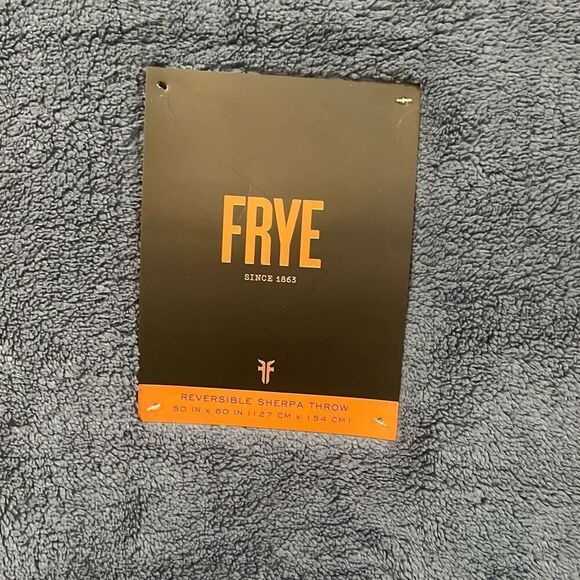 FRYE
SINCE 1863
REVERSIBLE SHERPA THROW
50 IN X 60 IN (127 CM X 154 CM)